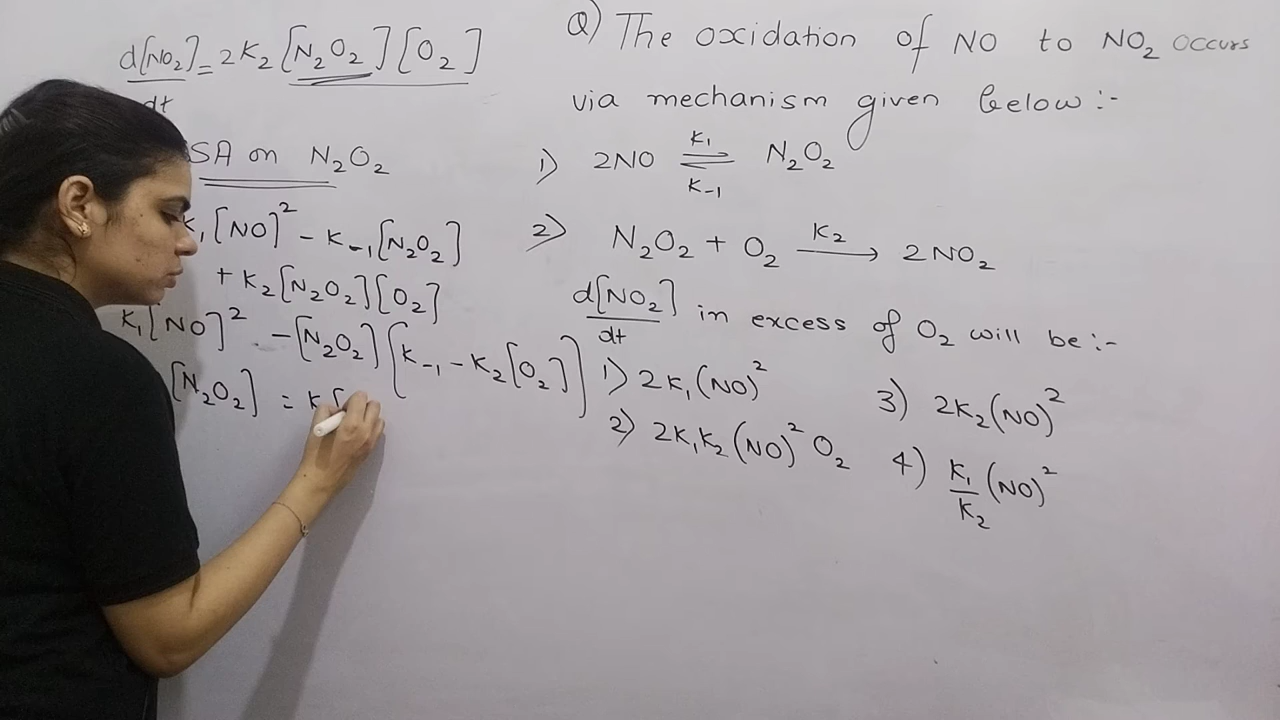 d[NO₂]/dt = 2K₂[N₂O₂][O₂]
SA on N₂O₂
K₁[NO]² - K₋₁[N₂O₂]
+ K₂[N₂O₂][O₂]
K₁[NO]² - [N₂O₂][K₋₁ - K₂[O₂]]
[N₂O₂] = K[
Q) The oxidation of NO to NO₂ occurs
via mechanism given below :-
1) 2NO ⇌ N₂O₂ K₁ K₋₁
2) N₂O₂ + O₂ K₂→ 2NO₂
d[NO₂]/dt in excess of O₂ will be :-
1) 2K₁(NO)²
2) 2K₁K₂(NO)² O₂
3) 2K₂(NO)²
4) K₁/K₂ (NO)²